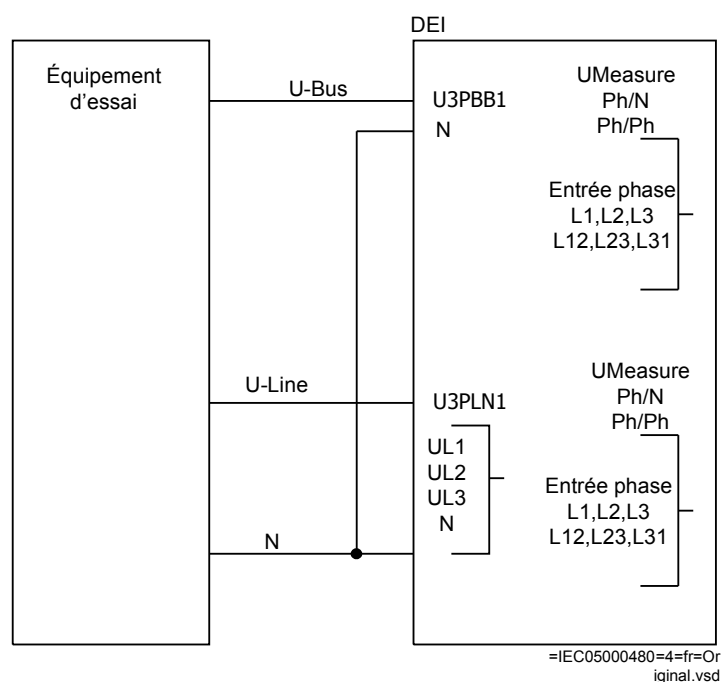 DEI
Équipement
d'essai
U-Bus
U3PBB1
N
UMeasure
Ph/N
Ph/Ph
Entrée phase
L1,L2,L3
L12,L23,L31
U-Line
U3PLN1
UL1
UL2
UL3
N
UMeasure
Ph/N
Ph/Ph
Entrée phase
L1,L2,L3
L12,L23,L31
N
=IEC05000480=4=fr=Or
iginal.vsd